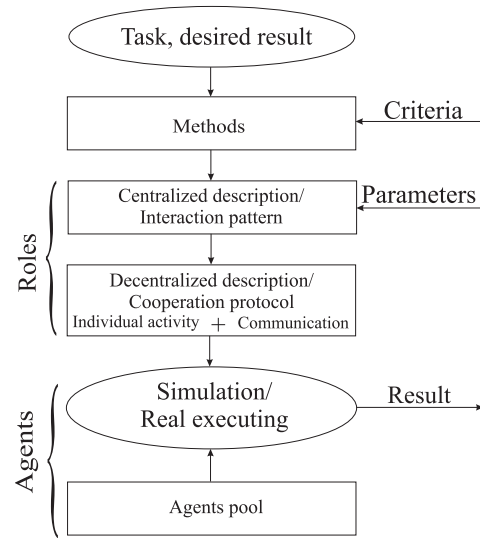 Task, desired result
Methods
Criteria
Centralized description/
Interaction pattern
Parameters
Roles
Decentralized description/
Cooperation protocol
Individual activity + Communication
Simulation/
Real executing
Result
Agents
Agents pool